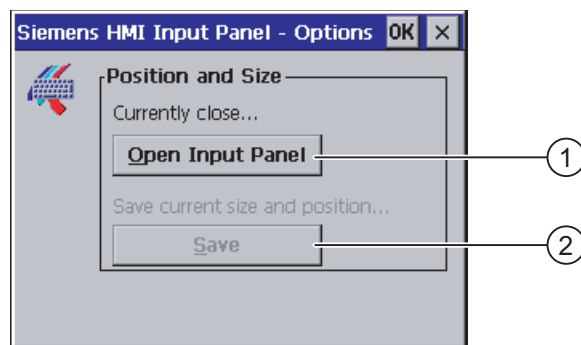 Siemens HMI Input Panel - Options OK ×
Position and Size
Currently close...
Open Input Panel
1
Save current size and position...
Save
2